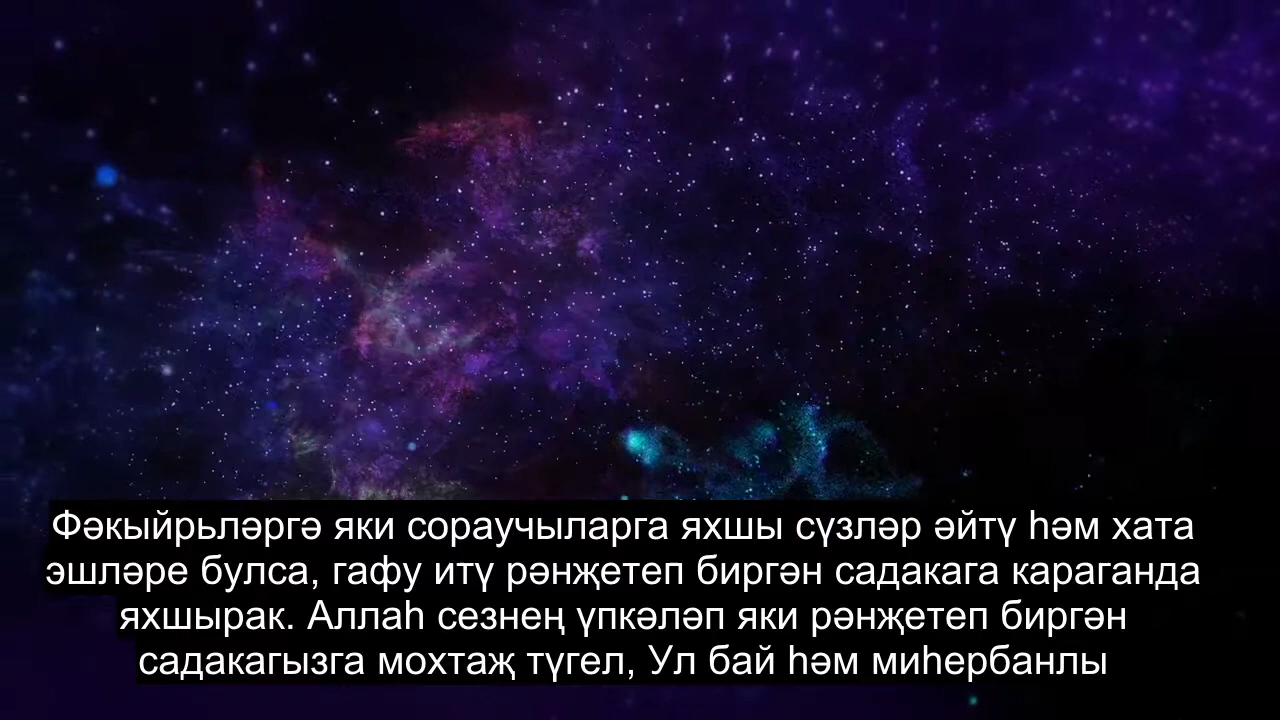 Фәкыйрьләргә яки сораучыларга яхшы сүзләр әйтү һәм хата
эшләре булса, гафу итү рәнҗетеп биргән садакага караганда
яхшырак. Аллаһ сезнең үпкәләп яки рәнҗетеп биргән
садакагызга мохтаҗ түгел, Ул бай һәм миһербанлы